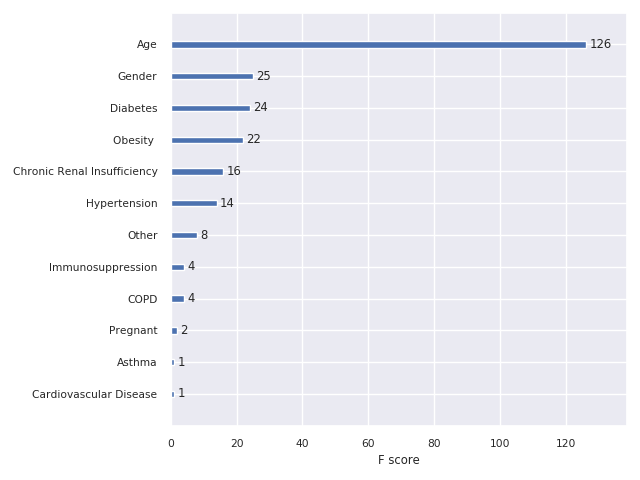 Age 126
Gender 25
Diabetes 24
Obesity 22
Chronic Renal Insufficiency 16
Hypertension 14
Other 8
Immunosuppression 4
COPD 4
Pregnant 2
Asthma 1
Cardiovascular Disease 1
0 20 40 60 80 100 120
F score